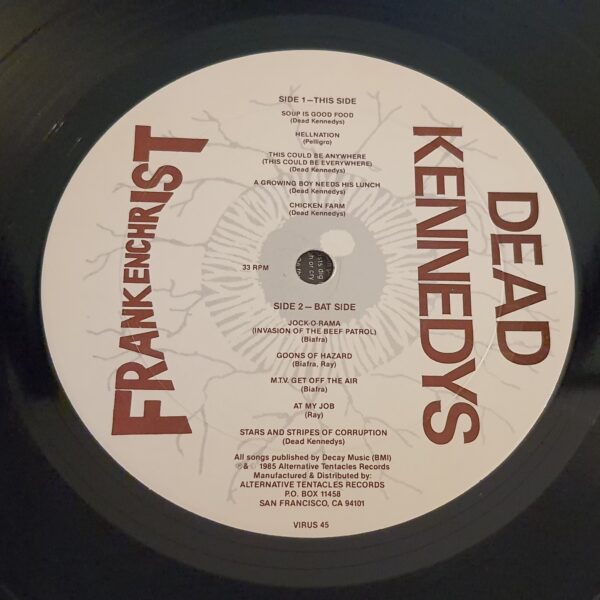 FRANKENCHRIST
DEAD
KENNEDYS
SIDE 1 — THIS SIDE
SOUP IS GOOD FOOD
(Dead Kennedys)
HELLNATION
(Pelligro)
THIS COULD BE ANYWHERE
(THIS COULD BE EVERYWHERE)
(Dead Kennedys)
A GROWING BOY NEEDS HIS LUNCH
(Dead Kennedys)
CHICKEN FARM
(Dead Kennedys)
33 RPM
SIDE 2 — BAT SIDE
JOCK-O-RAMA
(INVASION OF THE BEEF PATROL)
(Biafra)
GOONS OF HAZARD
(Biafra, Ray)
M.T.V. GET OFF THE AIR
(Biafra)
AT MY JOB
(Ray)
STARS AND STRIPES OF CORRUPTION
(Dead Kennedys)
All songs published by Decay Music (BMI)
℗ & © 1985 Alternative Tentacles Records
Manufactured & Distributed by:
ALTERNATIVE TENTACLES RECORDS
P.O. BOX 11458
SAN FRANCISCO, CA 94101
VIRUS 45